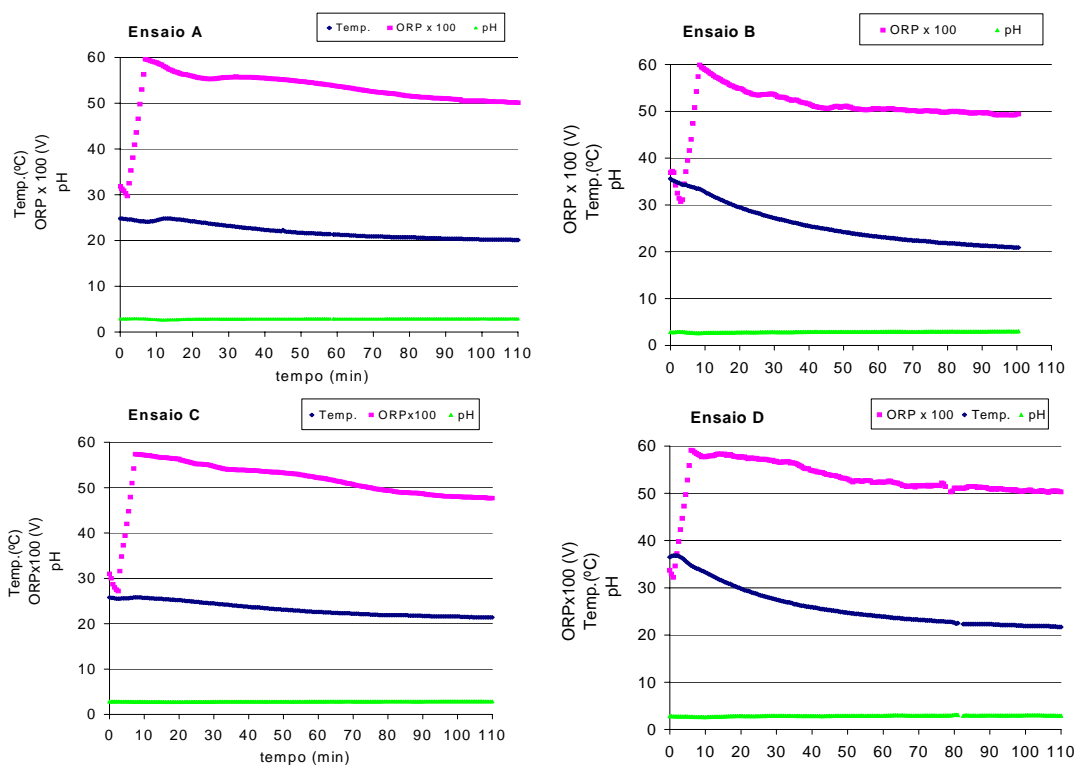 Ensaio A
Temp. ORP x 100 pH
60
50
40
30
20
10
0
Temp.(ºC)
ORP x 100 (V)
pH
0 10 20 30 40 50 60 70 80 90 100 110
tempo (min)
Ensaio B
ORP x 100 pH
60
50
40
30
20
10
0
ORP x 100 (V)
Temp.(ºC)
pH
0 10 20 30 40 50 60 70 80 90 100 110
Ensaio C
Temp. ORPx100 pH
60
50
40
30
20
10
0
Temp.(ºC)
ORPx100 (V)
pH
0 10 20 30 40 50 60 70 80 90 100 110
tempo (min)
Ensaio D
ORP x 100 Temp. pH
60
50
40
30
20
10
0
ORPx100 (V)
Temp.(ºC)
pH
0 10 20 30 40 50 60 70 80 90 100 110